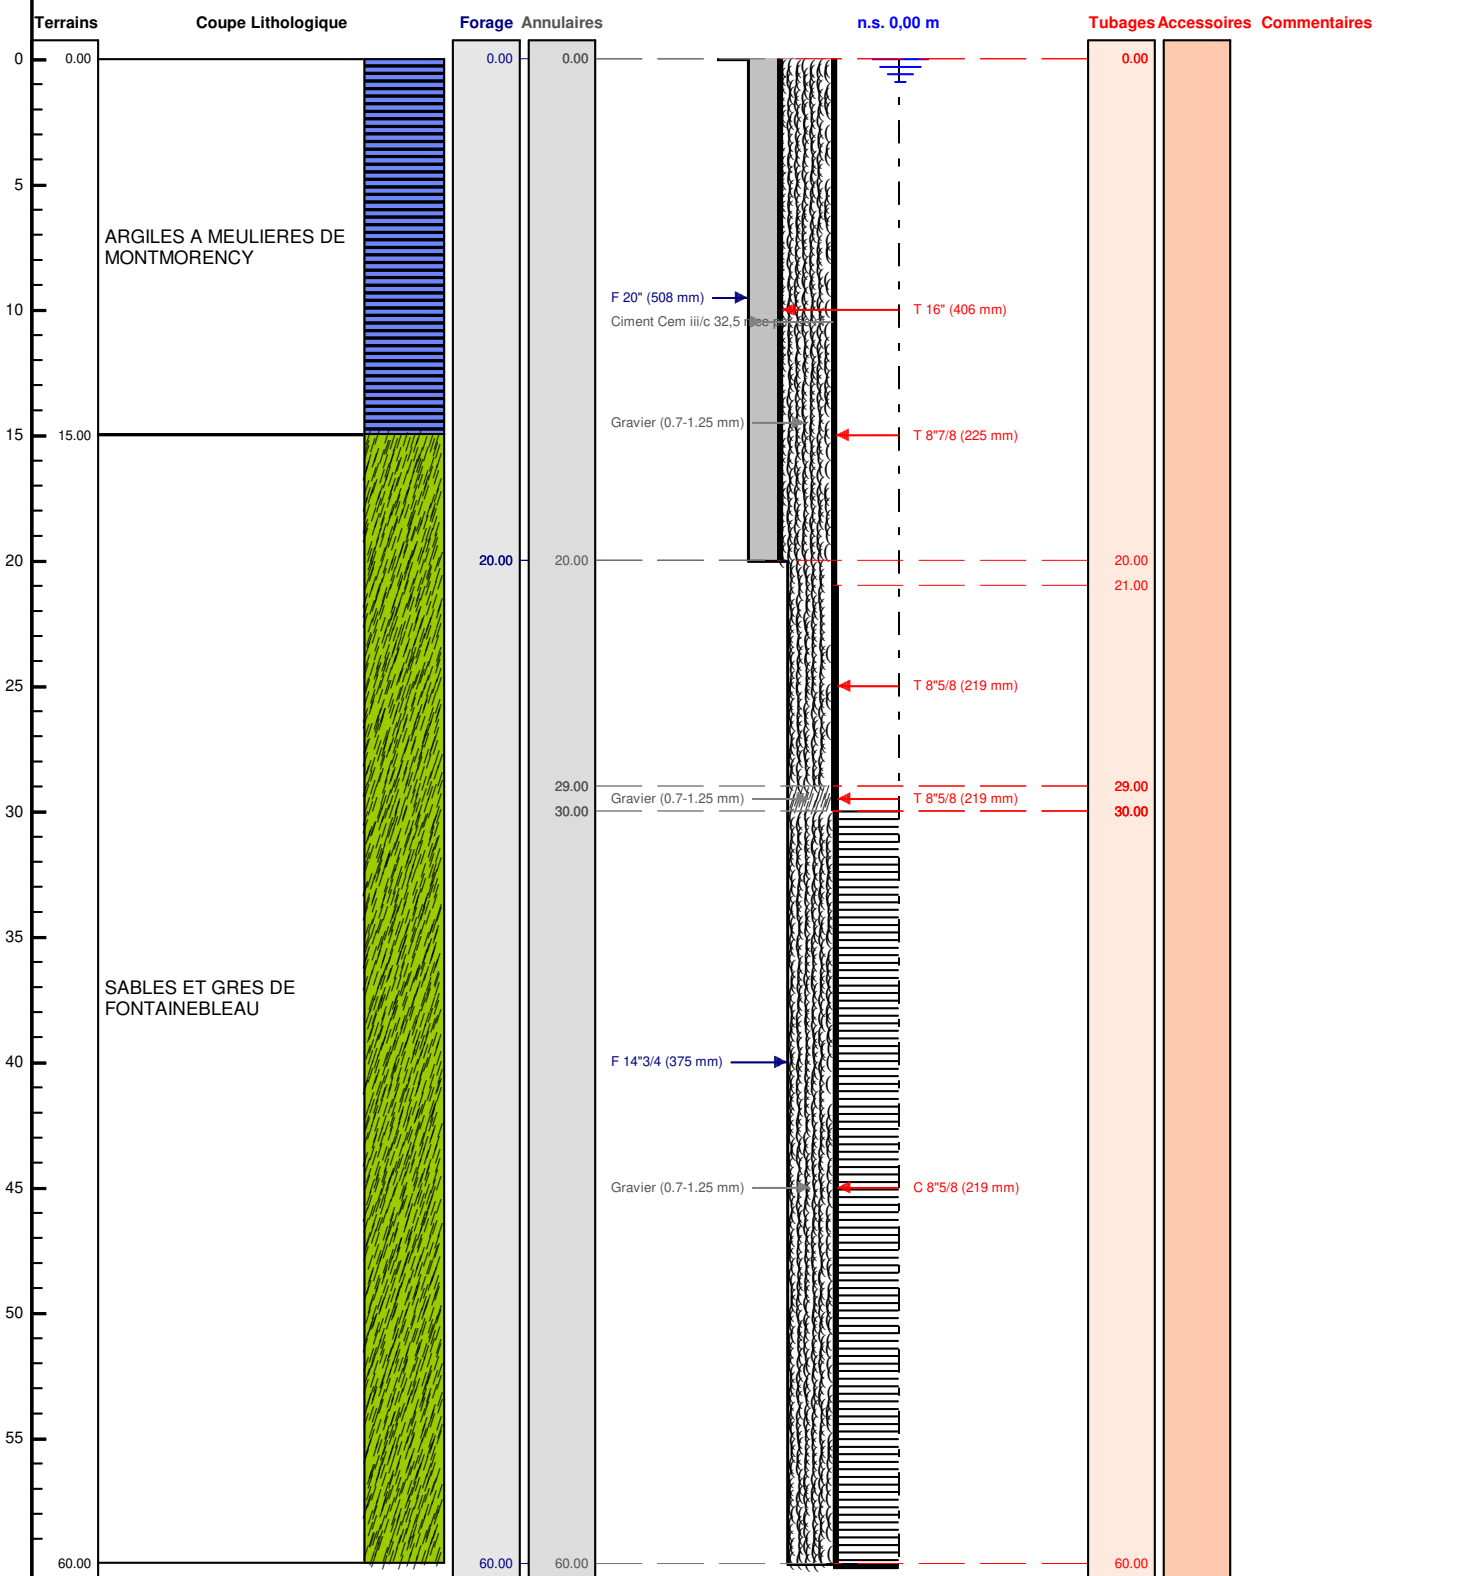 Terrains Coupe Lithologique Forage Annulaires n.s. 0,00 m Tubages Accessoires Commentaires
0 0.00 0.00 0.00 0.00
5
ARGILES A MEULIERES DE
MONTMORENCY
F 20" (508 mm)
10 T 16" (406 mm)
Ciment Cem iii/c 32,5
Gravier (0.7-1.25 mm)
15 15.00 T 8"7/8 (225 mm)
20 20.00 20.00 20.00
21.00
25 T 8"5/8 (219 mm)
29.00 29.00
Gravier (0.7-1.25 mm) T 8"5/8 (219 mm)
30 30.00 30.00
35
SABLES ET GRES DE
FONTAINEBLEAU
40 F 14"3/4 (375 mm)
45 Gravier (0.7-1.25 mm) C 8"5/8 (219 mm)
50
55
60.00 60.00 60.00 60.00